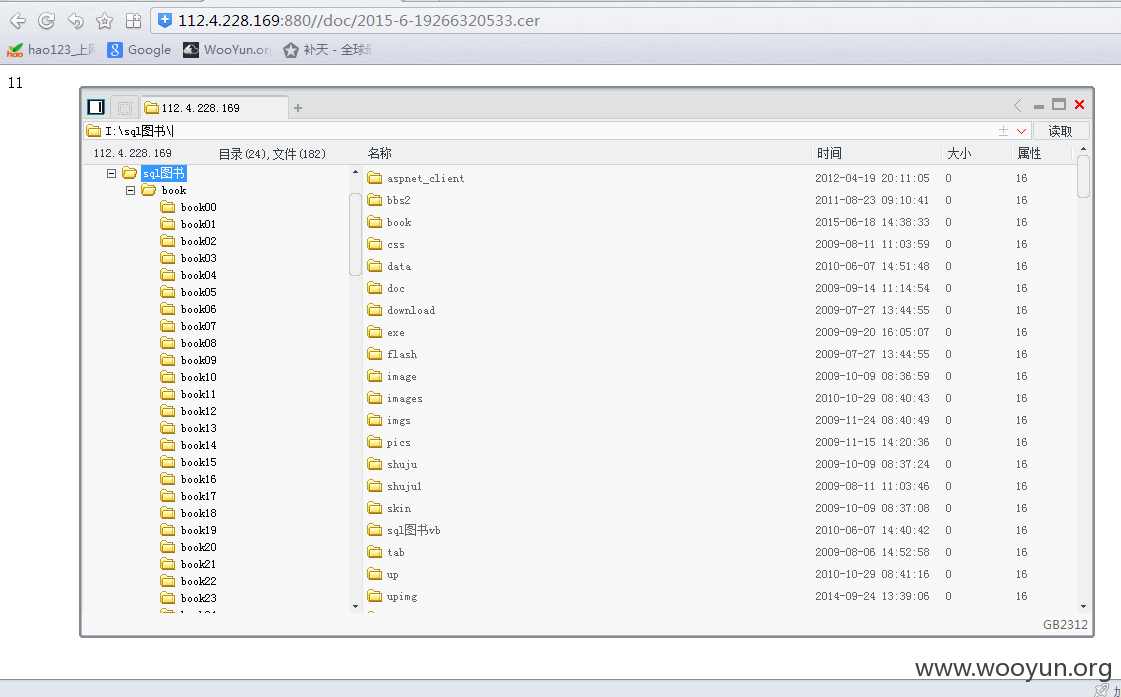 112.4.228.169:880//doc/2015-6-19266320533.cer
hao123_上网 Google WooYun.or 补天 - 全球
11
112.4.228.169 +
I:\sql图书\ 读取
112.4.228.169 目录(24),文件(182) 名称 时间 大小 属性
sql图书
book
book00
book01
book02
book03
book04
book05
book06
book07
book08
book09
book10
book11
book12
book13
book14
book15
book16
book17
book18
book19
book20
book21
book22
book23
aspnet_client 2012-04-19 20:11:05 0 16
bbs2 2011-08-23 09:10:41 0 16
book 2015-06-18 14:38:33 0 16
css 2009-08-11 11:03:59 0 16
data 2010-06-07 14:51:48 0 16
doc 2009-09-14 11:14:54 0 16
download 2009-07-27 13:44:55 0 16
exe 2009-09-20 16:05:07 0 16
flash 2009-07-27 13:44:55 0 16
image 2009-10-09 08:36:59 0 16
images 2010-10-29 08:40:43 0 16
imgs 2009-11-24 08:40:49 0 16
pics 2009-11-15 14:20:36 0 16
shuju 2009-10-09 08:37:24 0 16
shuju1 2009-08-11 11:03:46 0 16
skin 2009-10-09 08:37:08 0 16
sql图书vb 2010-06-07 14:40:42 0 16
tab 2009-08-06 14:52:58 0 16
up 2010-10-29 08:41:16 0 16
upimg 2014-09-24 13:39:06 0 16
GB2312
www.wooyun.org